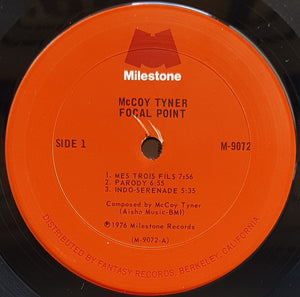 Milestone
McCOY TYNER
FOCAL POINT
SIDE 1
M-9072
1. MES TROIS FILS 7:56
2. PARODY 6:55
3. INDO-SERENADE 5:35
Composed by McCoy Tyner
(Aisha Music-BMI)
℗1976 Milestone Records
(M-9072-A)
DISTRIBUTED BY FANTASY RECORDS, BERKELEY, CALIFORNIA